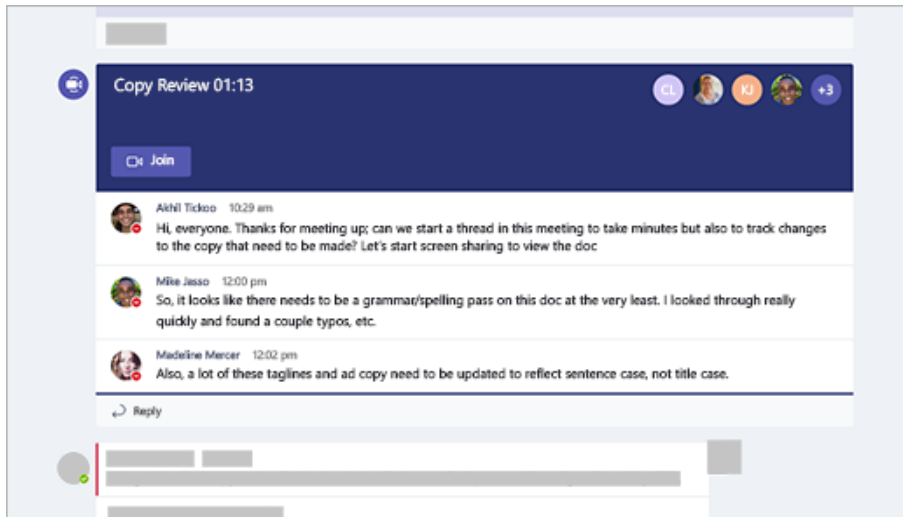 Copy Review 01:13
CL
KJ
+3
Join
Akhil Tickoo 10:29 am
Hi, everyone. Thanks for meeting up; can we start a thread in this meeting to take minutes but also to track changes
to the copy that need to be made? Let's start screen sharing to view the doc
Mike Jasso 12:00 pm
So, it looks like there needs to be a grammar/spelling pass on this doc at the very least. I looked through really
quickly and found a couple typos, etc.
Madeline Mercer 12:02 pm
Also, a lot of these taglines and ad copy need to be updated to reflect sentence case, not title case.
Reply